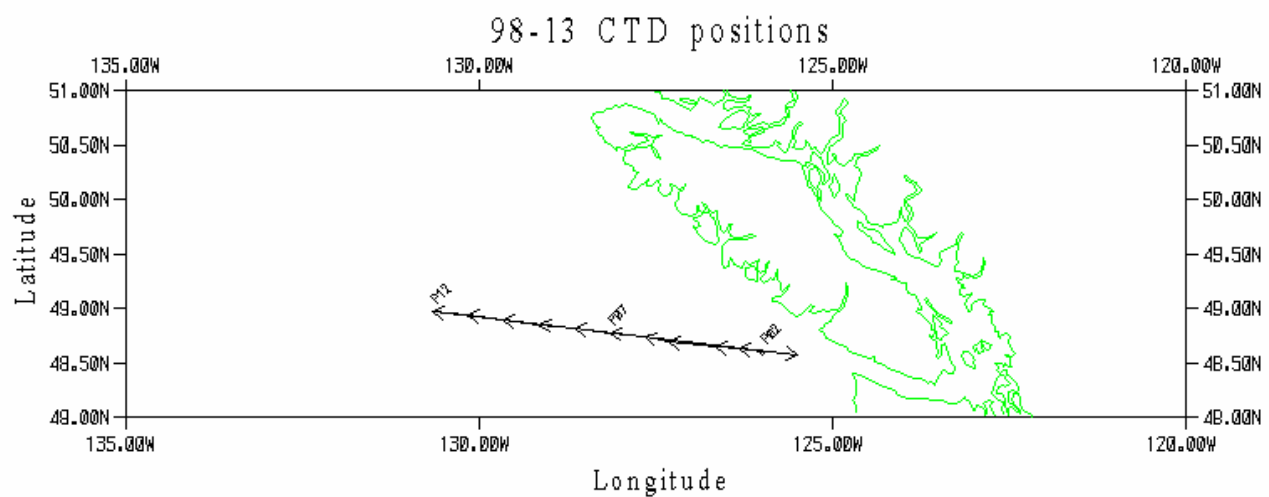 98-13 CTD positions
135.00W 130.00W 125.00W 120.00W
51.00N 51.00N
50.50N 50.50N
50.00N 50.00N
49.50N 49.50N
49.00N 49.00N
48.50N 48.50N
48.00N 48.00N
Latitude
P12
P07
P02
135.00W 130.00W 125.00W 120.00W
Longitude